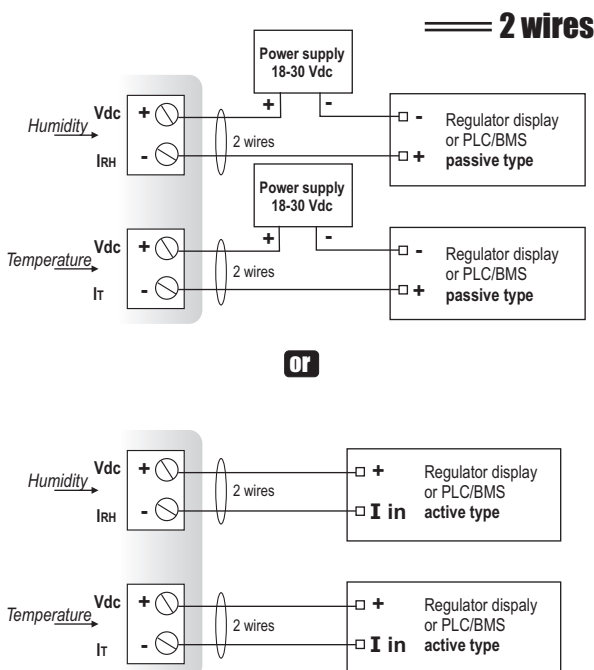 2 wires
Power supply
18-30 Vdc
+ -
Humidity
Vdc +
IRH -
2 wires
- Regulator display
or PLC/BMS
+ passive type
Power supply
18-30 Vdc
+ -
Temperature
Vdc +
IT -
2 wires
- Regulator display
or PLC/BMS
+ passive type
or
Humidity
Vdc +
IRH -
2 wires
+ Regulator display
or PLC/BMS
I in active type
Temperature
Vdc +
IT -
2 wires
+ Regulator dispaly
or PLC/BMS
I in active type